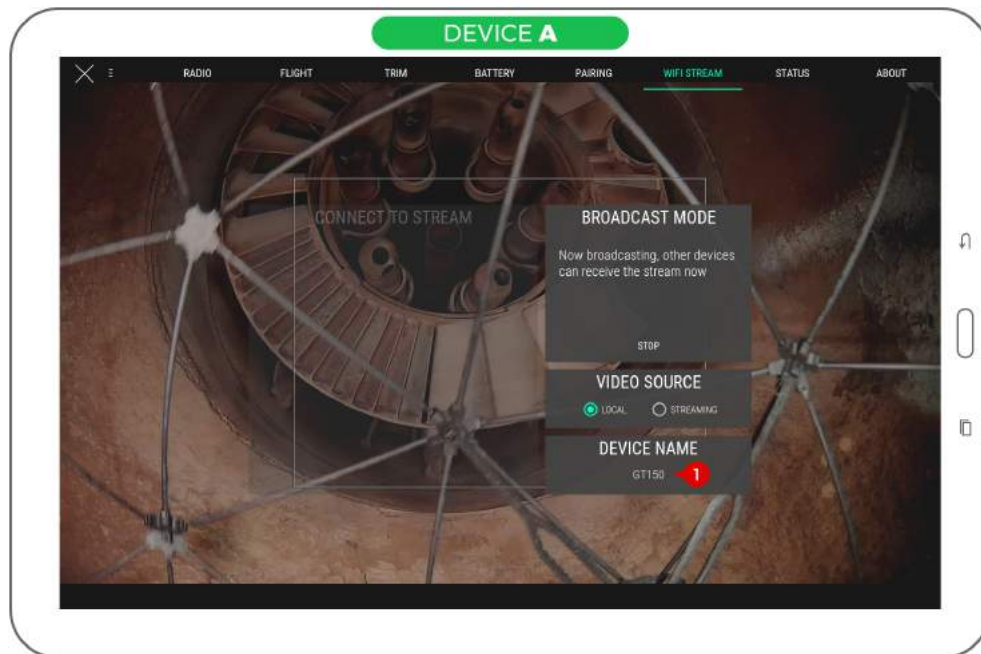 DEVICE A
RADIO FLIGHT TRIM BATTERY PAIRING WIFI STREAM STATUS ABOUT
CONNECT TO STREAM
BROADCAST MODE
Now broadcasting, other devices
can receive the stream now
STOP
VIDEO SOURCE
LOCAL STREAMING
DEVICE NAME
GT150 1